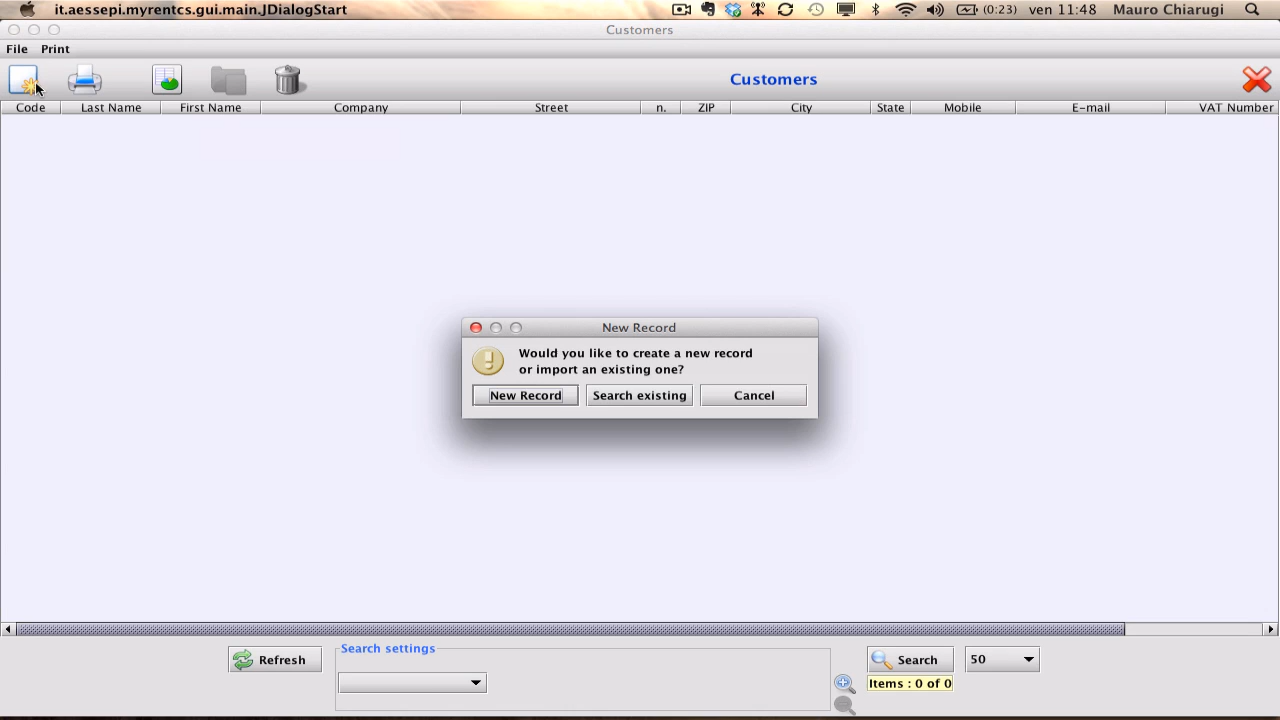 it.aessepi.myrentcs.gui.main.JDialogStart (0:23) ven 11:48 Mauro Chiarugi
Customers
File Print
Customers
Code Last Name First Name Company Street n. ZIP City State Mobile E-mail VAT Number
New Record
Would you like to create a new record
or import an existing one?
New Record Search existing Cancel
Search settings
Refresh Search 50
Items : 0 of 0